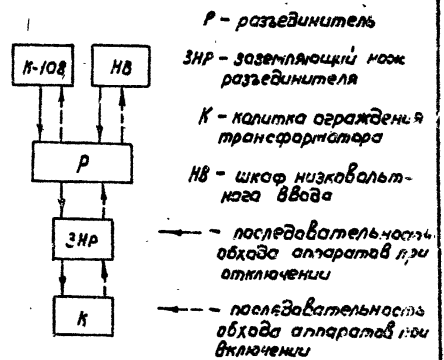 Р – разъединитель
ЗНР – заземляющий нож
разъединителя
К – калитка ограждения
трансформатора
НВ – шкаф низковольт-
ного ввода
– последовательность
обхода аппаратов при
отключении
– последовательность
обхода аппаратов при
включении
К-108
НВ
Р
ЗНР
К